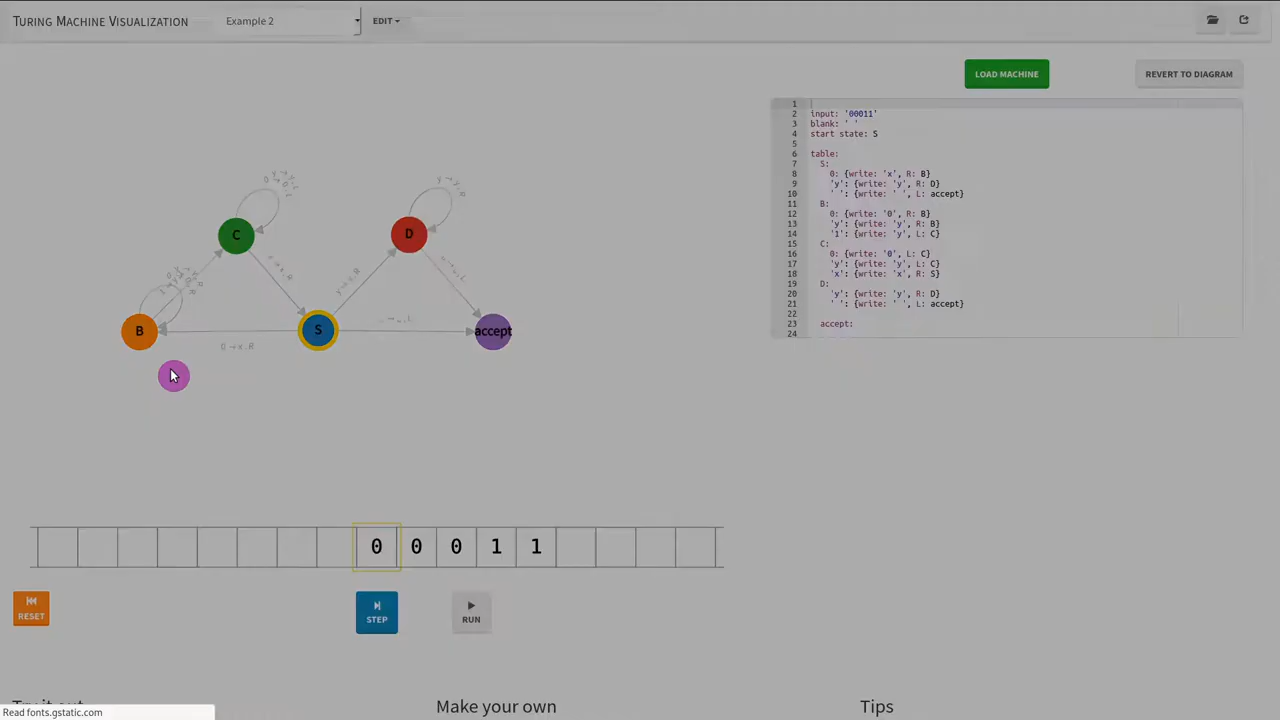 TURING MACHINE VISUALIZATION
Example 2
EDIT
LOAD MACHINE
REVERT TO DIAGRAM
1
2 input: '00011'
3 blank: ' '
4 start state: S
5
6 table:
7 S:
8 0: {write: 'x', R: B}
9 'y': {write: 'y', R: D}
10 ' ': {write: ' ', L: accept}
11 B:
12 0: {write: '0', R: B}
13 'y': {write: 'y', R: B}
14 '1': {write: 'y', L: C}
15 C:
16 0: {write: '0', L: C}
17 'y': {write: 'y', L: C}
18 'x': {write: 'x', R: S}
19 D:
20 'y': {write: 'y', R: D}
21 ' ': {write: ' ', L: accept}
22
23 accept:
24
C
D
B
S
accept
0→x,R
0 0 0 1 1
RESET
STEP
RUN
Try it out
Make your own
Tips
Read fonts.gstatic.com